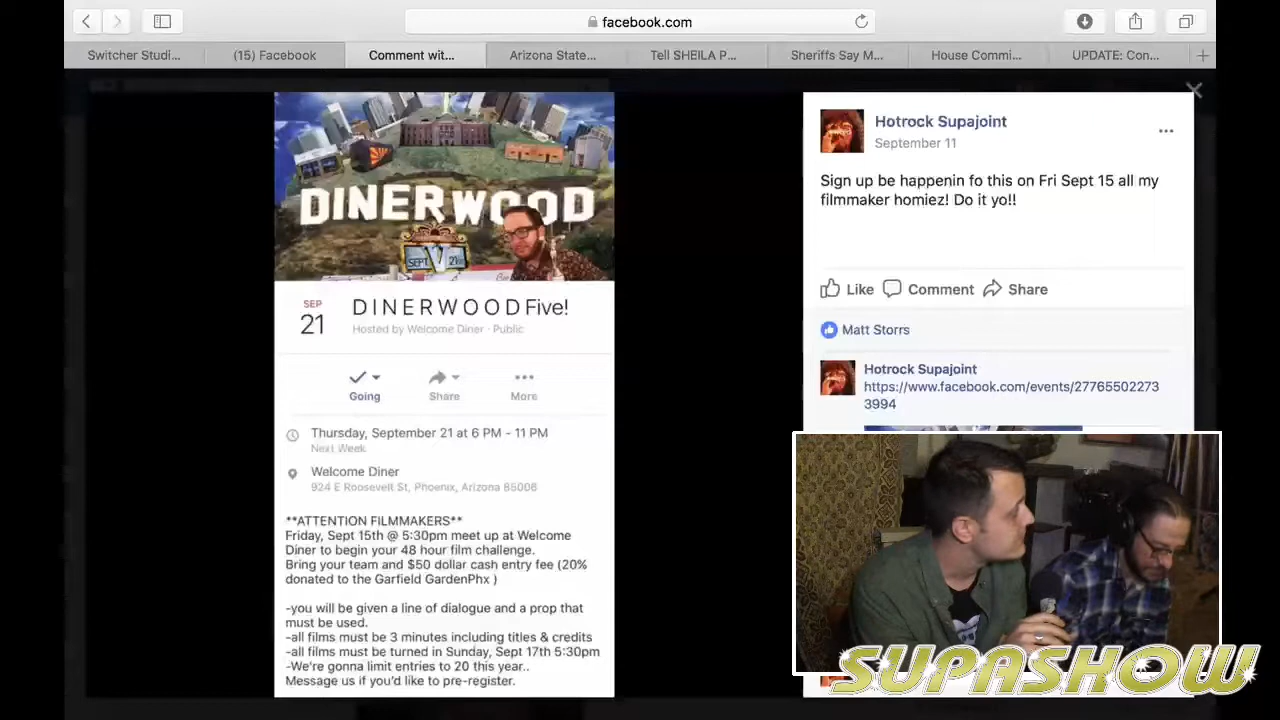 facebook.com
Switcher Studi...
(15) Facebook
Comment wit...
Arizona State...
Tell SHEILA P...
Sheriffs Say M...
House Commi...
UPDATE: Con...
DINERWOOD
SEPT V 21
SEP
21
DINERWOOD Five!
Hosted by Welcome Diner · Public
Going
Share
More
Thursday, September 21 at 6 PM - 11 PM
Next Week
Welcome Diner
924 E Roosevelt St, Phoenix, Arizona 85006
**ATTENTION FILMMAKERS**
Friday, Sept 15th @ 5:30pm meet up at Welcome
Diner to begin your 48 hour film challenge.
Bring your team and $50 dollar cash entry fee (20%
donated to the Garfield GardenPhx )
-you will be given a line of dialogue and a prop that
must be used.
-all films must be 3 minutes including titles & credits
-all films must be turned in Sunday, Sept 17th 5:30pm
-We're gonna limit entries to 20 this year..
Message us if you'd like to pre-register.
Hotrock Supajoint
September 11
Sign up be happenin fo this on Fri Sept 15 all my
filmmaker homiez! Do it yo!!
Like
Comment
Share
Matt Storrs
Hotrock Supajoint
https://www.facebook.com/events/27765502273
3994
SUPASHOW